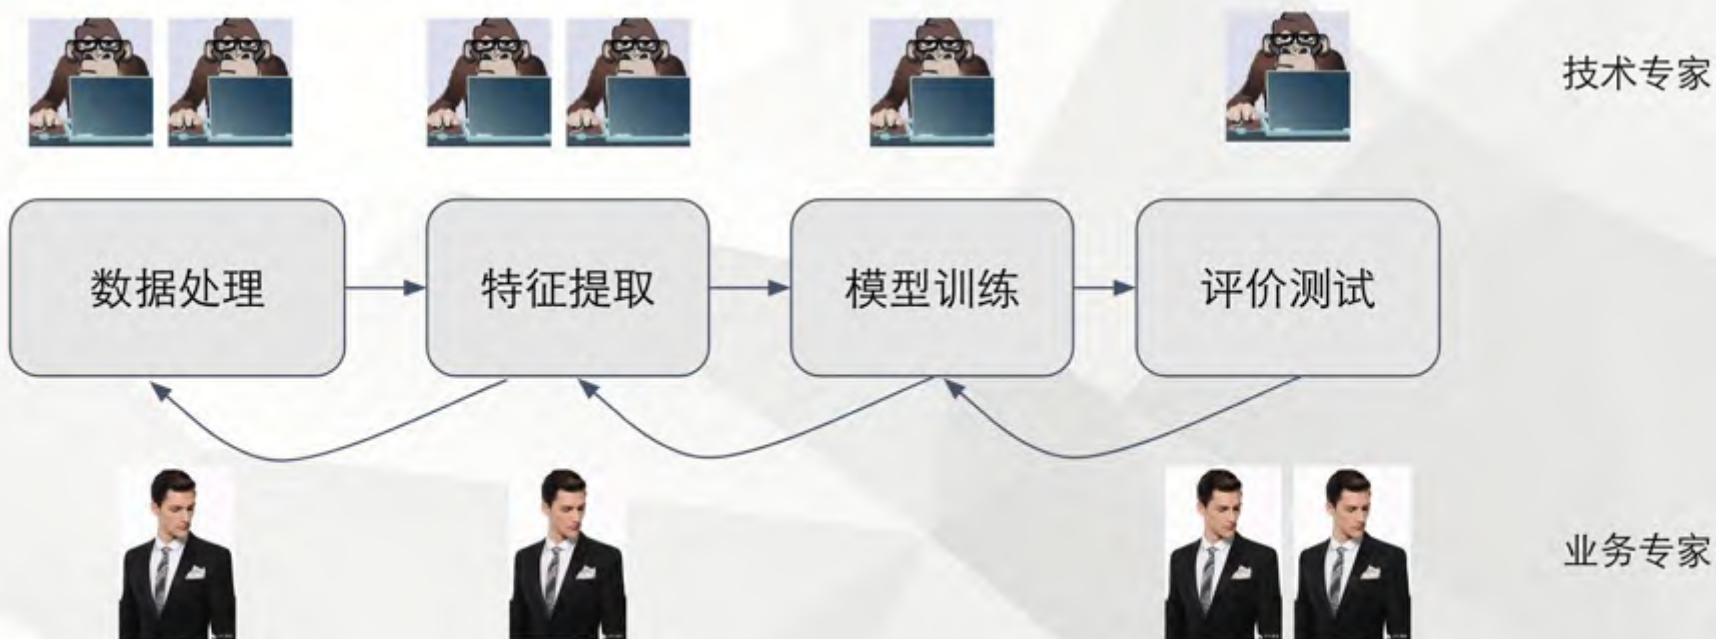 技术专家
数据处理
特征提取
模型训练
评价测试
业务专家